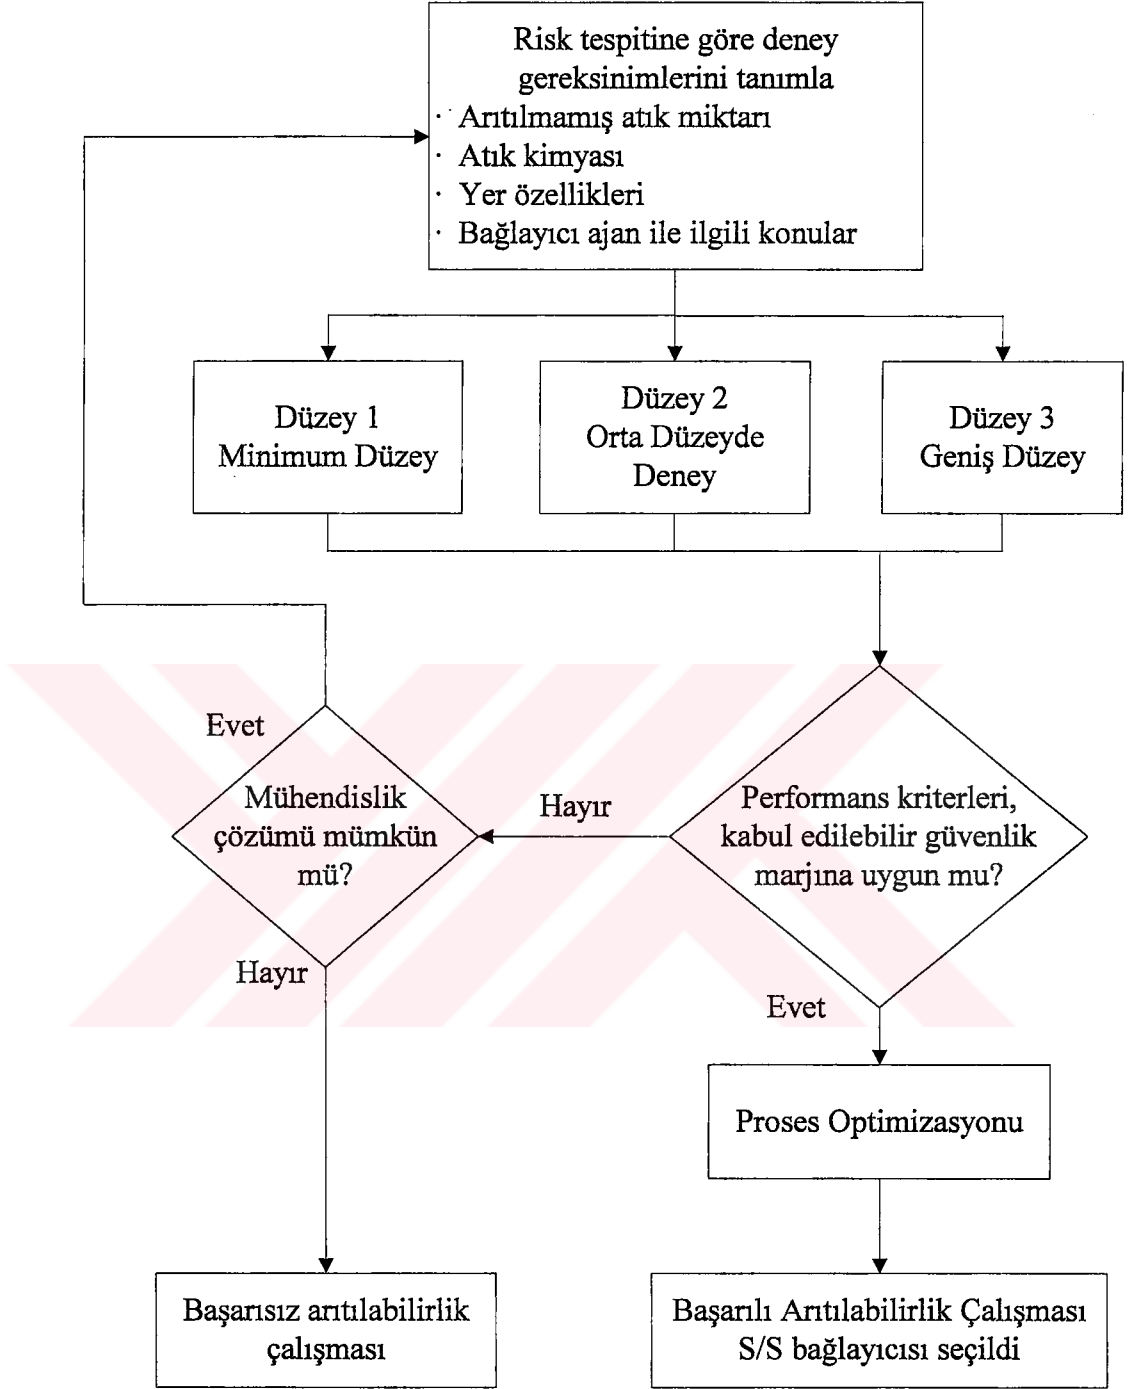 Risk tespitine göre deney
gereksinimlerini tanımla
· Arıtılmamış atık miktarı
· Atık kimyası
· Yer özellikleri
· Bağlayıcı ajan ile ilgili konular
Düzey 1
Minimum Düzey
Düzey 2
Orta Düzeyde
Deney
Düzey 3
Geniş Düzey
Evet
Mühendislik
çözümü mümkün
mü?
Hayır
Performans kriterleri,
kabul edilebilir güvenlik
marjına uygun mu?
Hayır
Evet
Proses Optimizasyonu
Başarısız arıtılabilirlik
çalışması
Başarılı Arıtılabilirlik Çalışması
S/S bağlayıcısı seçildi